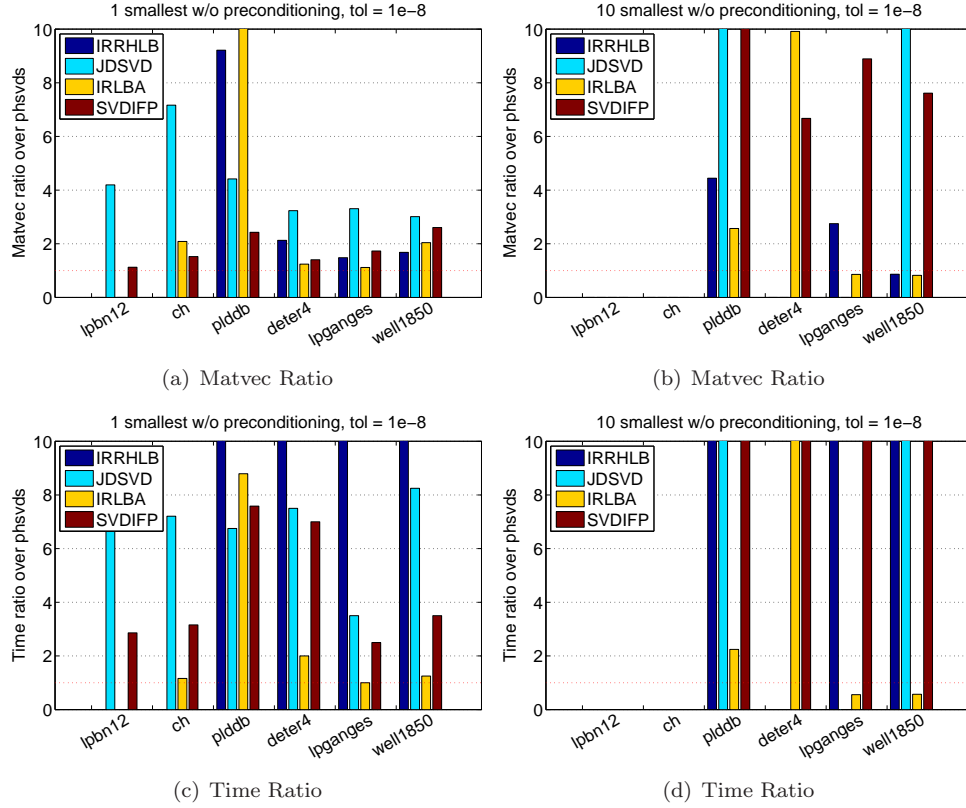 1 smallest w/o preconditioning, tol = 1e−8
Matvec ratio over phsvds
10
8
6
4
2
0
IRRHLB
JDSVD
IRLBA
SVDIFP
lpbn12
ch
plddb
deter4
lpganges
well1850
(a) Matvec Ratio
10 smallest w/o preconditioning, tol = 1e−8
Matvec ratio over phsvds
10
8
6
4
2
0
IRRHLB
JDSVD
IRLBA
SVDIFP
lpbn12
ch
plddb
deter4
lpganges
well1850
(b) Matvec Ratio
1 smallest w/o preconditioning, tol = 1e−8
Time ratio over phsvds
10
8
6
4
2
0
IRRHLB
JDSVD
IRLBA
SVDIFP
lpbn12
ch
plddb
deter4
lpganges
well1850
(c) Time Ratio
10 smallest w/o preconditioning, tol = 1e−8
Time ratio over phsvds
10
8
6
4
2
0
IRRHLB
JDSVD
IRLBA
SVDIFP
lpbn12
ch
plddb
deter4
lpganges
well1850
(d) Time Ratio